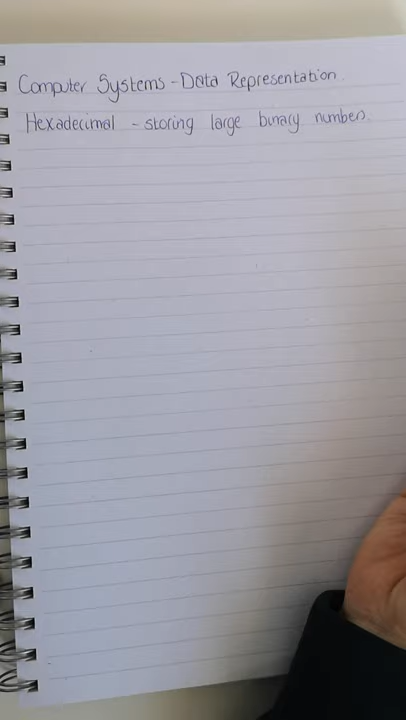 Computer Systems - Data Representation.
Hexadecimal - storing large binary numbers.